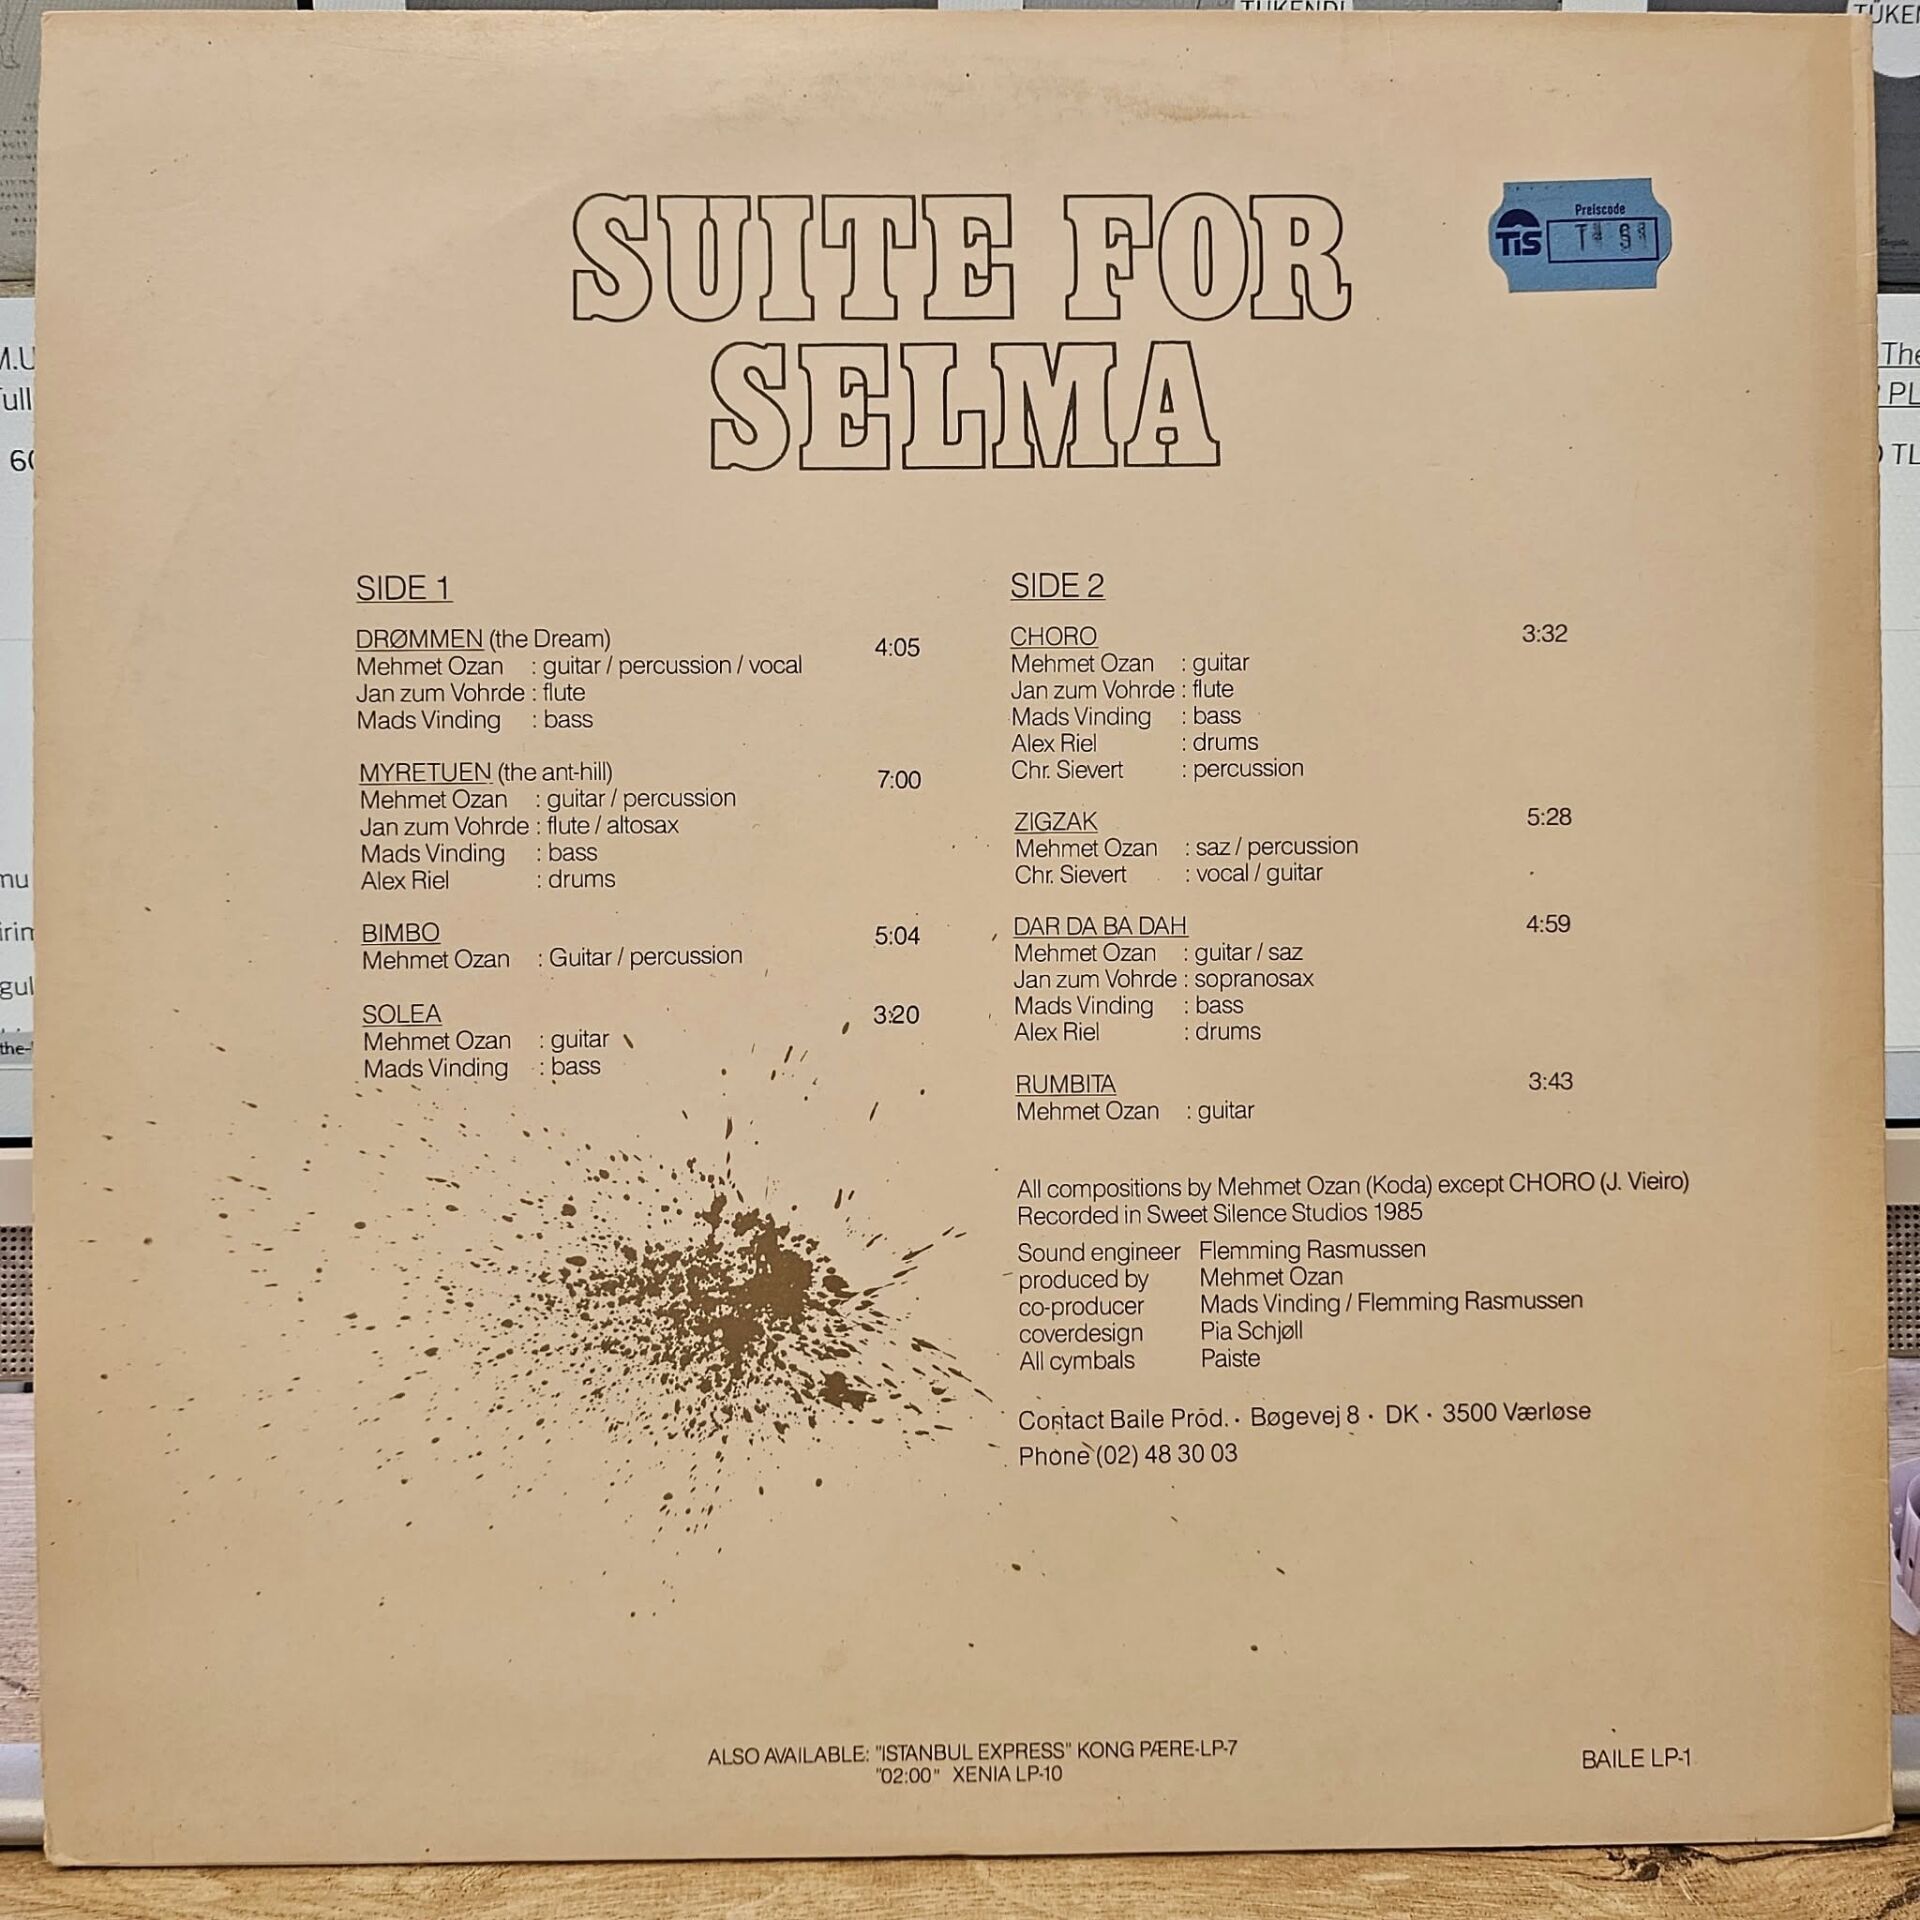 TÜKENDİ
SUITE FOR
SELMA
Preiscode
TIS
SIDE 1
DRØMMEN (the Dream) 4:05
Mehmet Ozan : guitar / percussion / vocal
Jan zum Vohrde : flute
Mads Vinding : bass
MYRETUEN (the ant-hill) 7:00
Mehmet Ozan : guitar / percussion
Jan zum Vohrde : flute / altosax
Mads Vinding : bass
Alex Riel : drums
BIMBO 5:04
Mehmet Ozan : Guitar / percussion
SOLEA 3:20
Mehmet Ozan : guitar
Mads Vinding : bass
SIDE 2
CHORO 3:32
Mehmet Ozan : guitar
Jan zum Vohrde : flute
Mads Vinding : bass
Alex Riel : drums
Chr. Sievert : percussion
ZIGZAK 5:28
Mehmet Ozan : saz / percussion
Chr. Sievert : vocal / guitar
DAR DA BA DAH 4:59
Mehmet Ozan : guitar / saz
Jan zum Vohrde : sopranosax
Mads Vinding : bass
Alex Riel : drums
RUMBITA 3:43
Mehmet Ozan : guitar
All compositions by Mehmet Ozan (Koda) except CHORO (J. Vieiro)
Recorded in Sweet Silence Studios 1985
Sound engineer Flemming Rasmussen
produced by Mehmet Ozan
co-producer Mads Vinding / Flemming Rasmussen
coverdesign Pia Schjøll
All cymbals Paiste
Contact Baile Prod. · Bøgevej 8 · DK · 3500 Værløse
Phone (02) 48 30 03
ALSO AVAILABLE: "ISTANBUL EXPRESS" KONG PÆRE-LP-7
"02:00" XENIA LP-10
BAILE LP-1